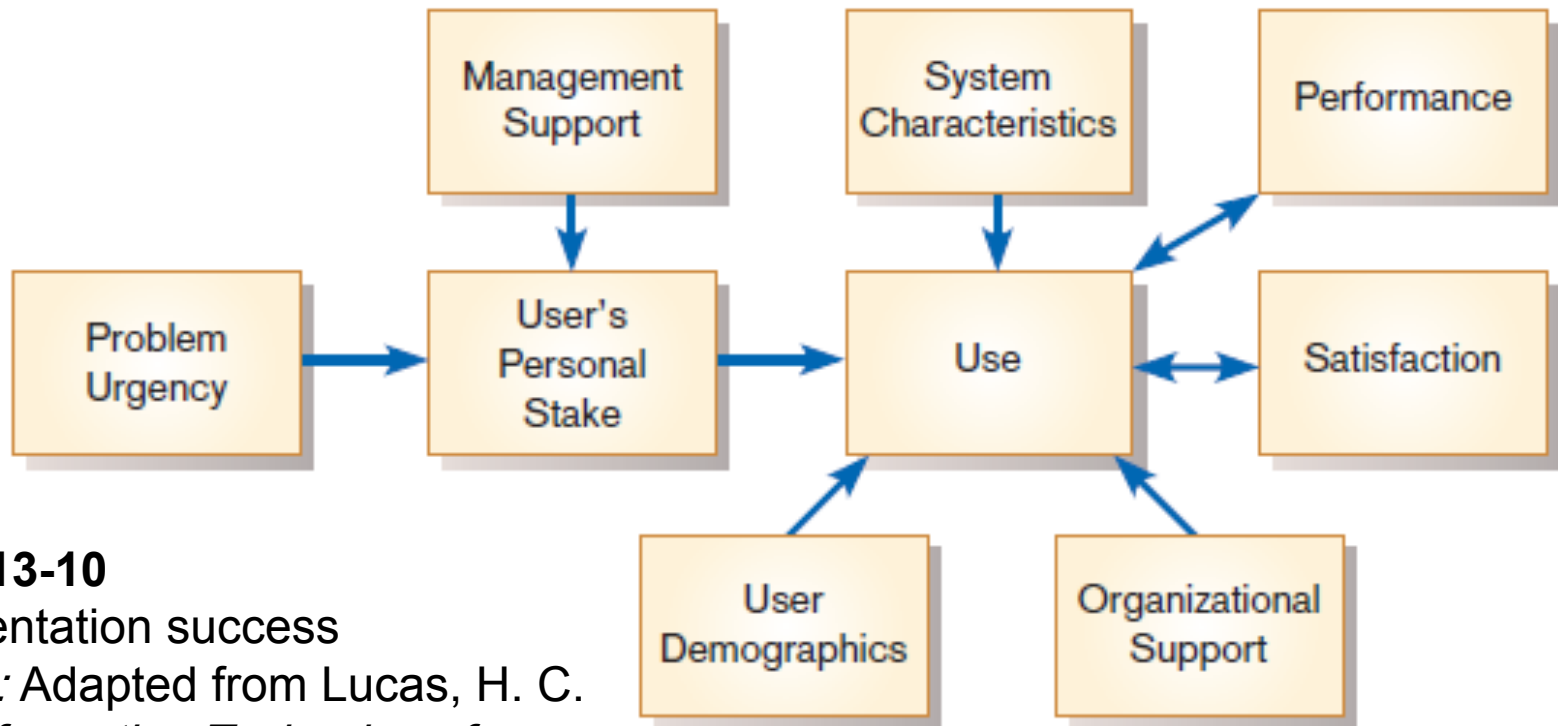 Management
Support
System
Characteristics
Performance
Problem
Urgency
User's
Personal
Stake
Use
Satisfaction
User
Demographics
Organizational
Support
13-10
entation success
: Adapted from Lucas, H. C.